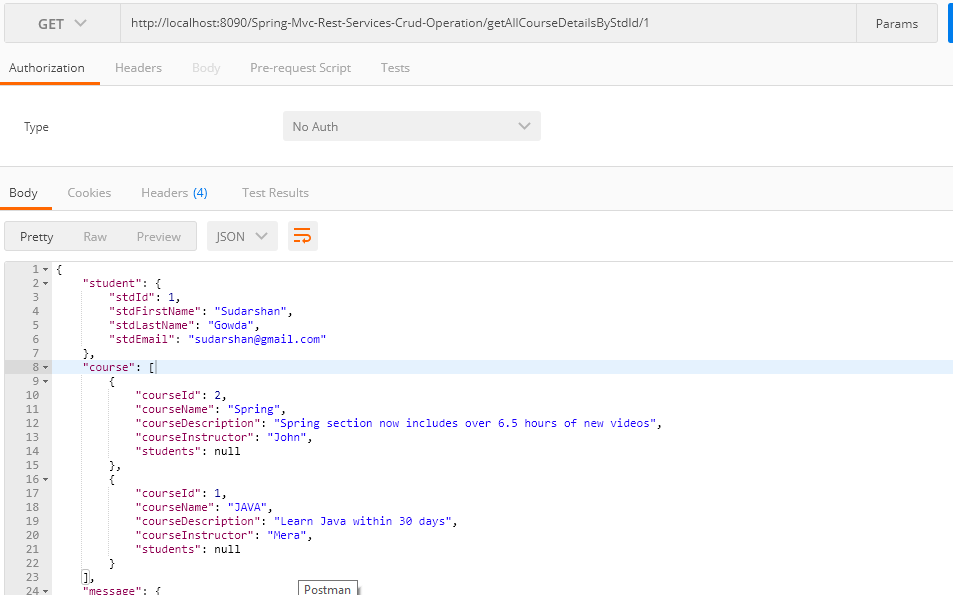 GET http://localhost:8090/Spring-Mvc-Rest-Services-Crud-Operation/getAllCourseDetailsByStdId/1 Params
Authorization Headers Body Pre-request Script Tests
Type No Auth
Body Cookies Headers (4) Test Results
Pretty Raw Preview JSON
1 {
2 "student": {
3 "stdId": 1,
4 "stdFirstName": "Sudarshan",
5 "stdLastName": "Gowda",
6 "stdEmail": "sudarshan@gmail.com"
7 },
8 "course": [
9 {
10 "courseId": 2,
11 "courseName": "Spring",
12 "courseDescription": "Spring section now includes over 6.5 hours of new videos",
13 "courseInstructor": "John",
14 "students": null
15 },
16 {
17 "courseId": 1,
18 "courseName": "JAVA",
19 "courseDescription": "Learn Java within 30 days",
20 "courseInstructor": "Mera",
21 "students": null
22 }
23 ],
24 "message": {
Postman